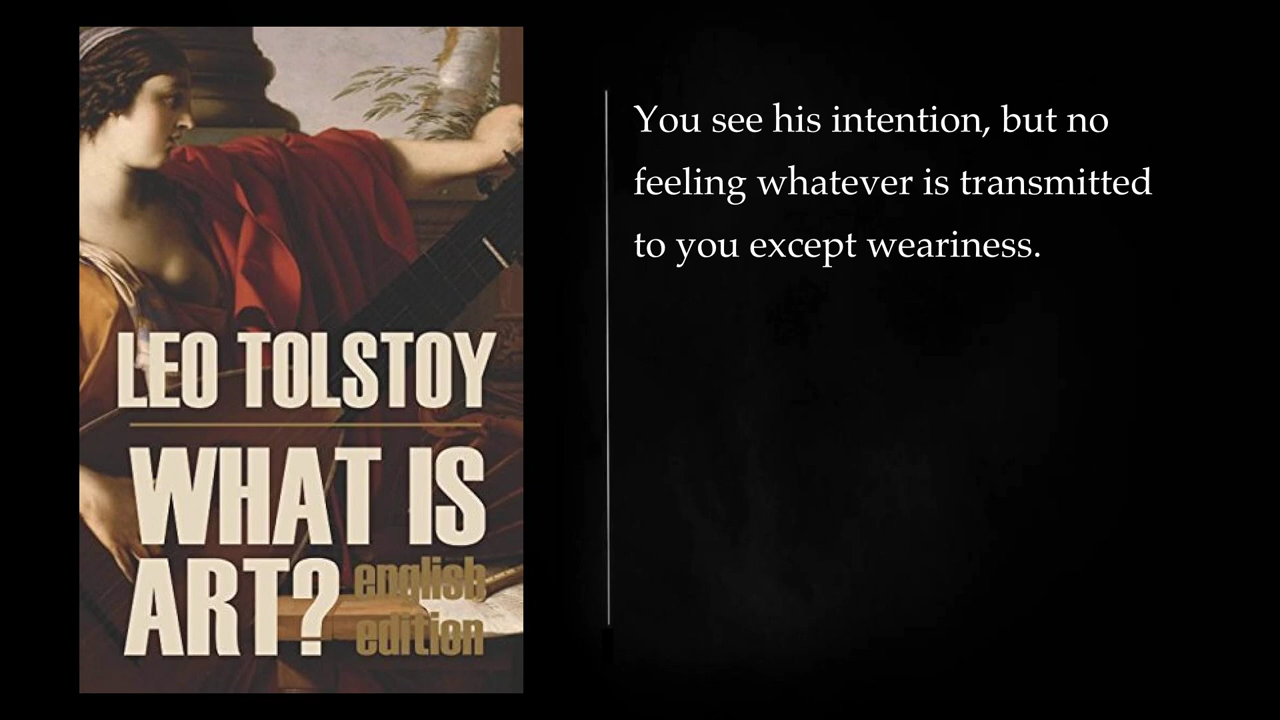 LEO TOLSTOY
WHAT IS
ART?
english
edition
You see his intention, but no
feeling whatever is transmitted
to you except weariness.